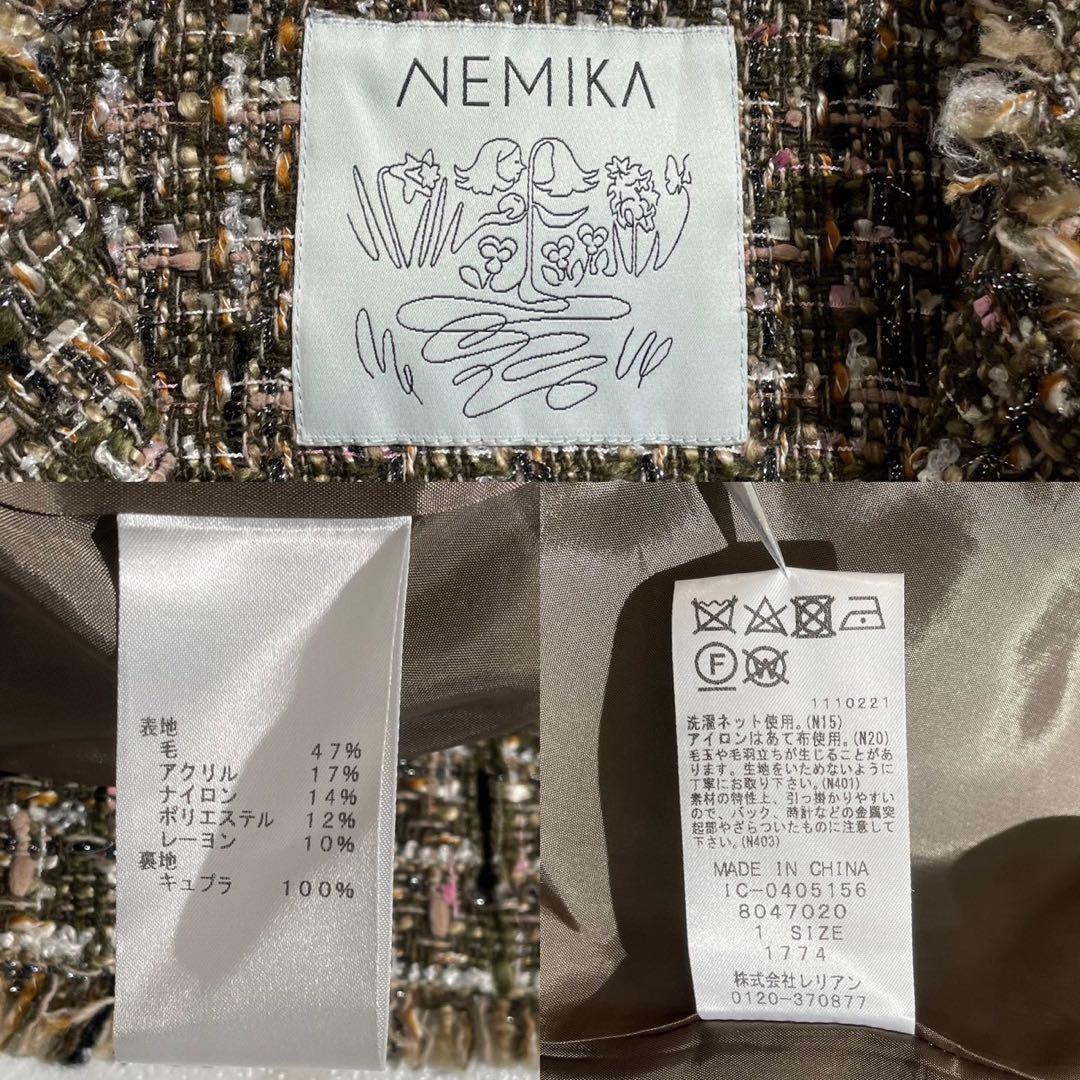 NEMIKA
表地
毛 47%
アクリル 17%
ナイロン 14%
ポリエステル 12%
レーヨン 10%
裏地
キュプラ 100%
F W
1110221
洗濯ネット使用。(N15)
アイロンはあて布使用。(N20)
毛玉や毛羽立ちが生じることがあ
ります。生地をいためないように
丁寧にお取り下さい。(N401)
素材の特性上、引っ掛かりやすい
ので、バック、時計などの金属突
起部やざらついたものに注意して
下さい。(N403)
MADE IN CHINA
IC-0405156
8047020
1 SIZE
1774
株式会社レリアン
0120-370877